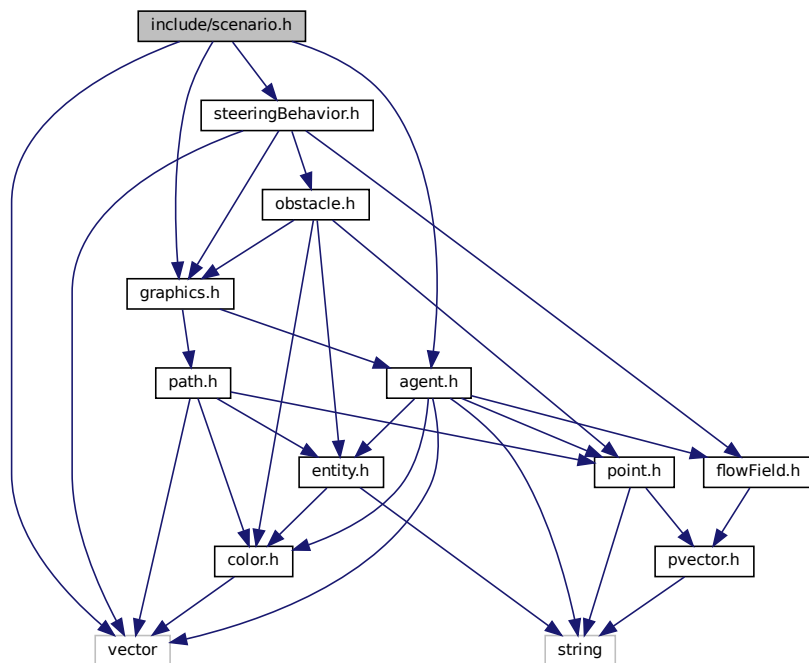 include/scenario.h
steeringBehavior.h
obstacle.h
graphics.h
path.h
agent.h
entity.h
point.h
flowField.h
color.h
pvector.h
vector
string